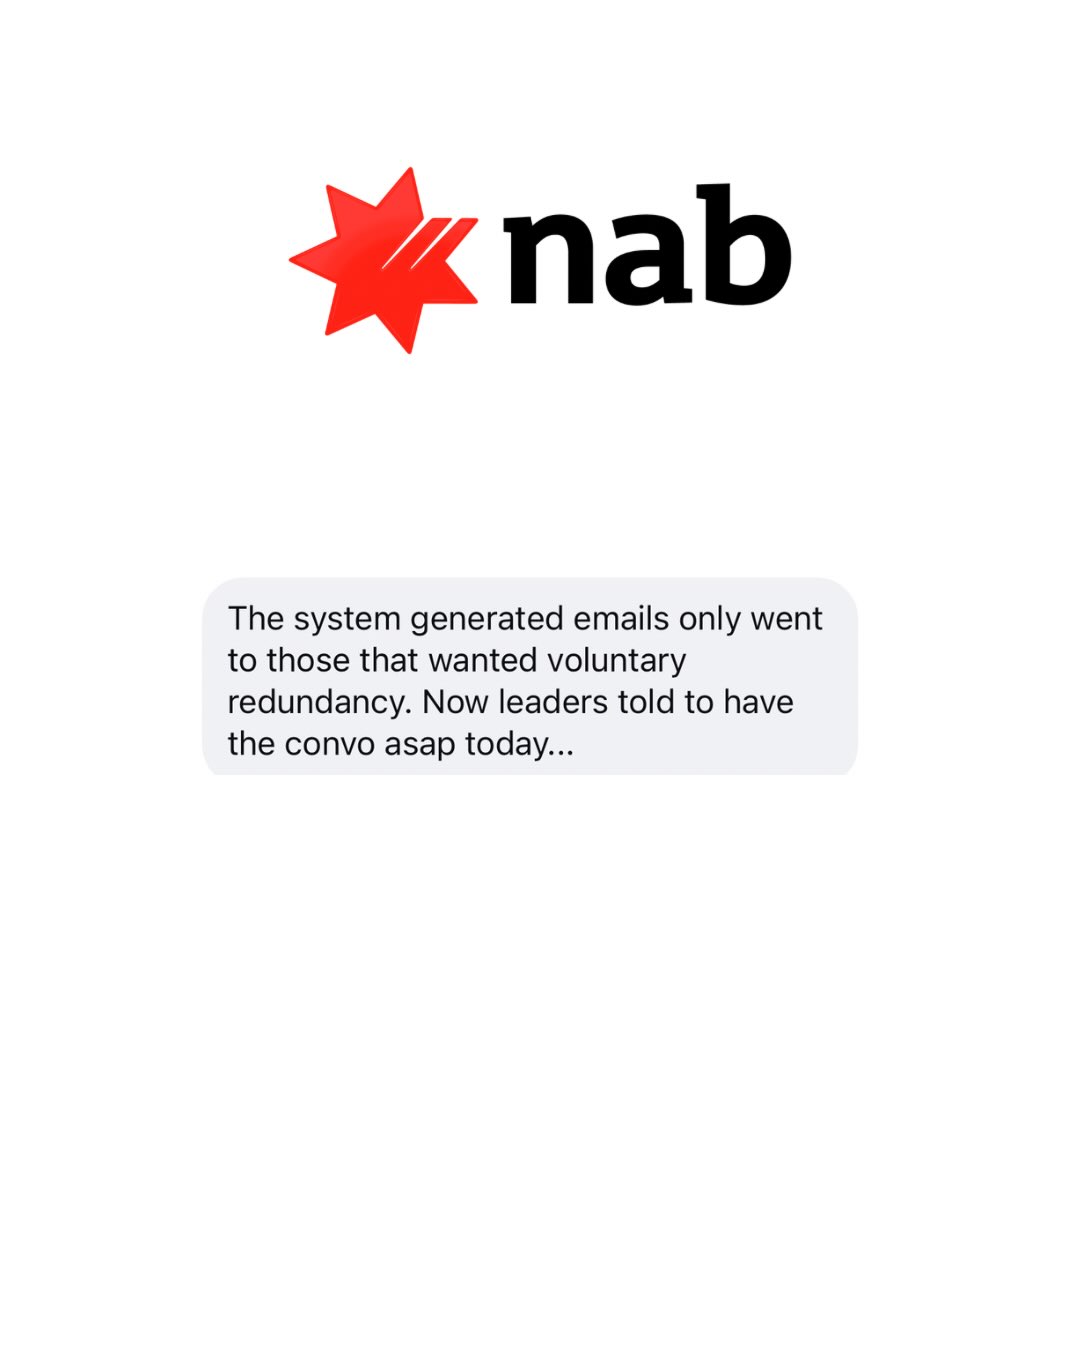 nab
The system generated emails only went
to those that wanted voluntary
redundancy. Now leaders told to have
the convo asap today...